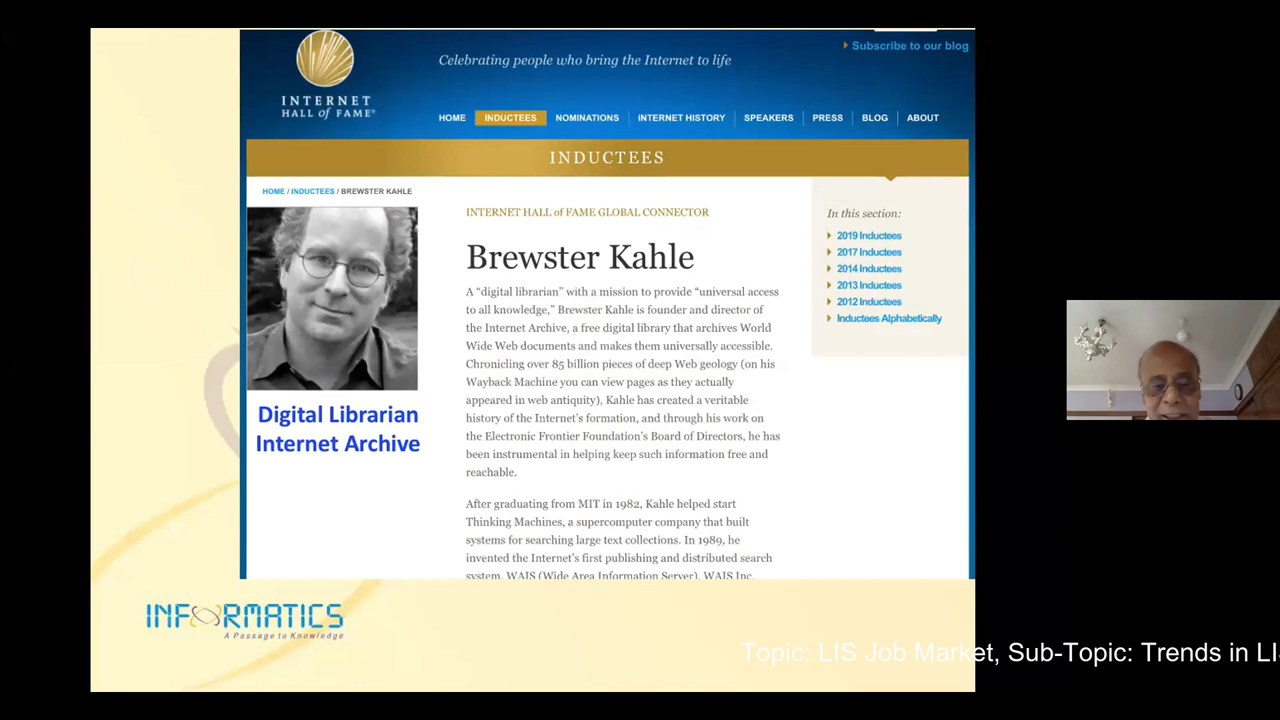 Subscribe to our blog
Celebrating people who bring the Internet to life
INTERNET
HALL of FAME®
HOME INDUCTEES NOMINATIONS INTERNET HISTORY SPEAKERS PRESS BLOG ABOUT
INDUCTEES
HOME / INDUCTEES / BREWSTER KAHLE
INTERNET HALL of FAME GLOBAL CONNECTOR
Brewster Kahle
A “digital librarian” with a mission to provide “universal access
to all knowledge,” Brewster Kahle is founder and director of
the Internet Archive, a free digital library that archives World
Wide Web documents and makes them universally accessible.
Chronicling over 85 billion pieces of deep Web geology (on his
Wayback Machine you can view pages as they actually
appeared in web antiquity), Kahle has created a veritable
history of the Internet’s formation, and through his work on
the Electronic Frontier Foundation’s Board of Directors, he has
been instrumental in helping keep such information free and
reachable.
After graduating from MIT in 1982, Kahle helped start
Thinking Machines, a supercomputer company that built
systems for searching large text collections. In 1989, he
invented the Internet’s first publishing and distributed search
system, WAIS (Wide Area Information Server). WAIS Inc.
In this section:
2019 Inductees
2017 Inductees
2014 Inductees
2013 Inductees
2012 Inductees
Inductees Alphabetically
Digital Librarian
Internet Archive
INFORMATICS
A Passage to Knowledge
Topic: LIS Job Market, Sub-Topic: Trends in LI